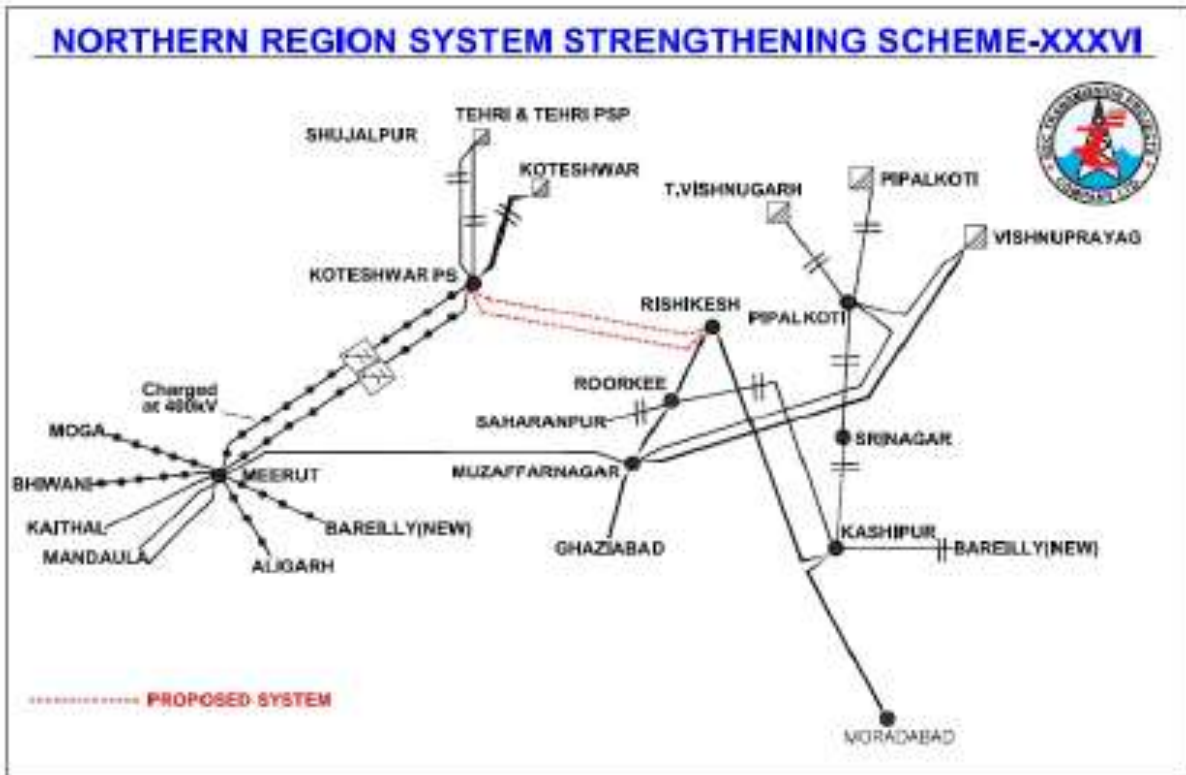 NORTHERN REGION SYSTEM STRENGTHENING SCHEME-XXXVI
TEHRI & TEHRI PSP
SHUJALPUR
KOTESHWAR
PIPALKOTI
T.VISHNUGARH
VISHNUPRAYAG
KOTESHWAR PS
RISHIKESH
PIPALKOTI
ROORKEE
Charged
at 400kV
SAHARANPUR
MOGA
SRINAGAR
MEERUT
MUZAFFARNAGAR
BHIWANI
KAITHAL
BAREILLY(NEW)
KASHIPUR
MANDAULA
ALIGARH
GHAZIABAD
BAREILLY(NEW)
PROPOSED SYSTEM
MORADABAD